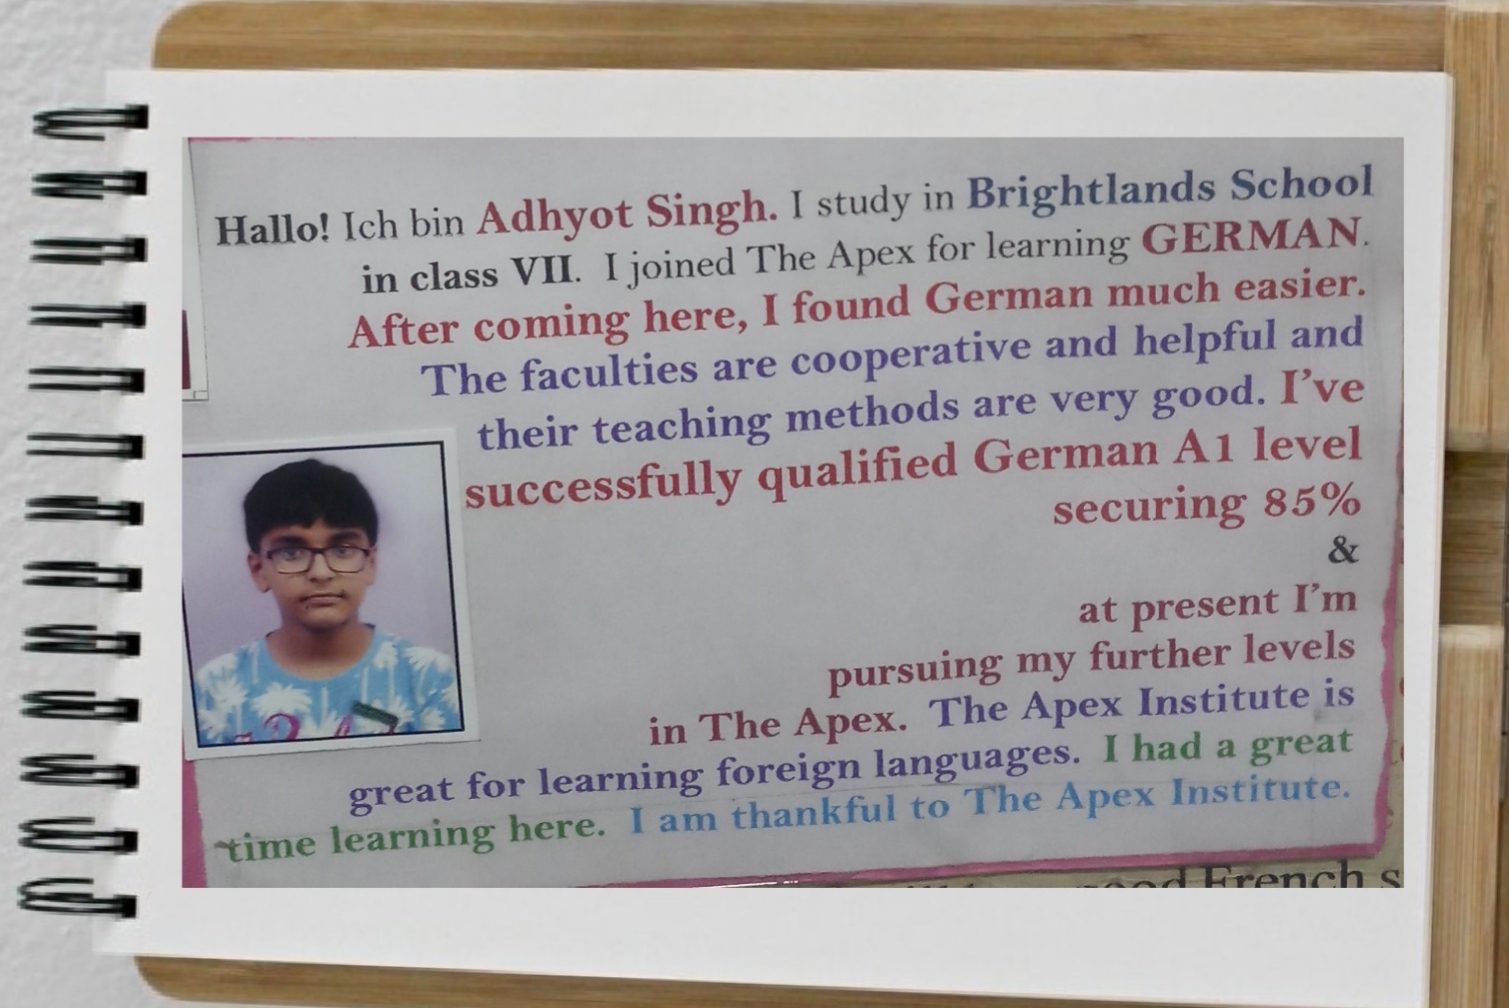 Hallo! Ich bin Adhyot Singh. I study in Brightlands School
in class VII. I joined The Apex for learning GERMAN.
After coming here, I found German much easier.
The faculties are cooperative and helpful and
their teaching methods are very good. I've
successfully qualified German A1 level
securing 85%
&
at present I'm
pursuing my further levels
in The Apex. The Apex Institute is
great for learning foreign languages. I had a great
time learning here. I am thankful to The Apex Institute.
French s